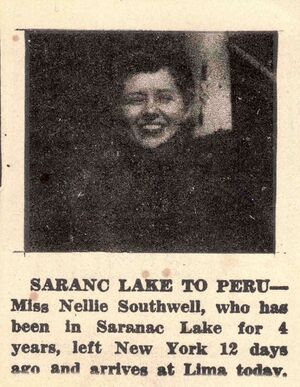 SARANC LAKE TO PERU—
Miss Nellie Southwell, who has
been in Saranac Lake for 4
years, left New York 12 days
ago and arrives at Lima today.